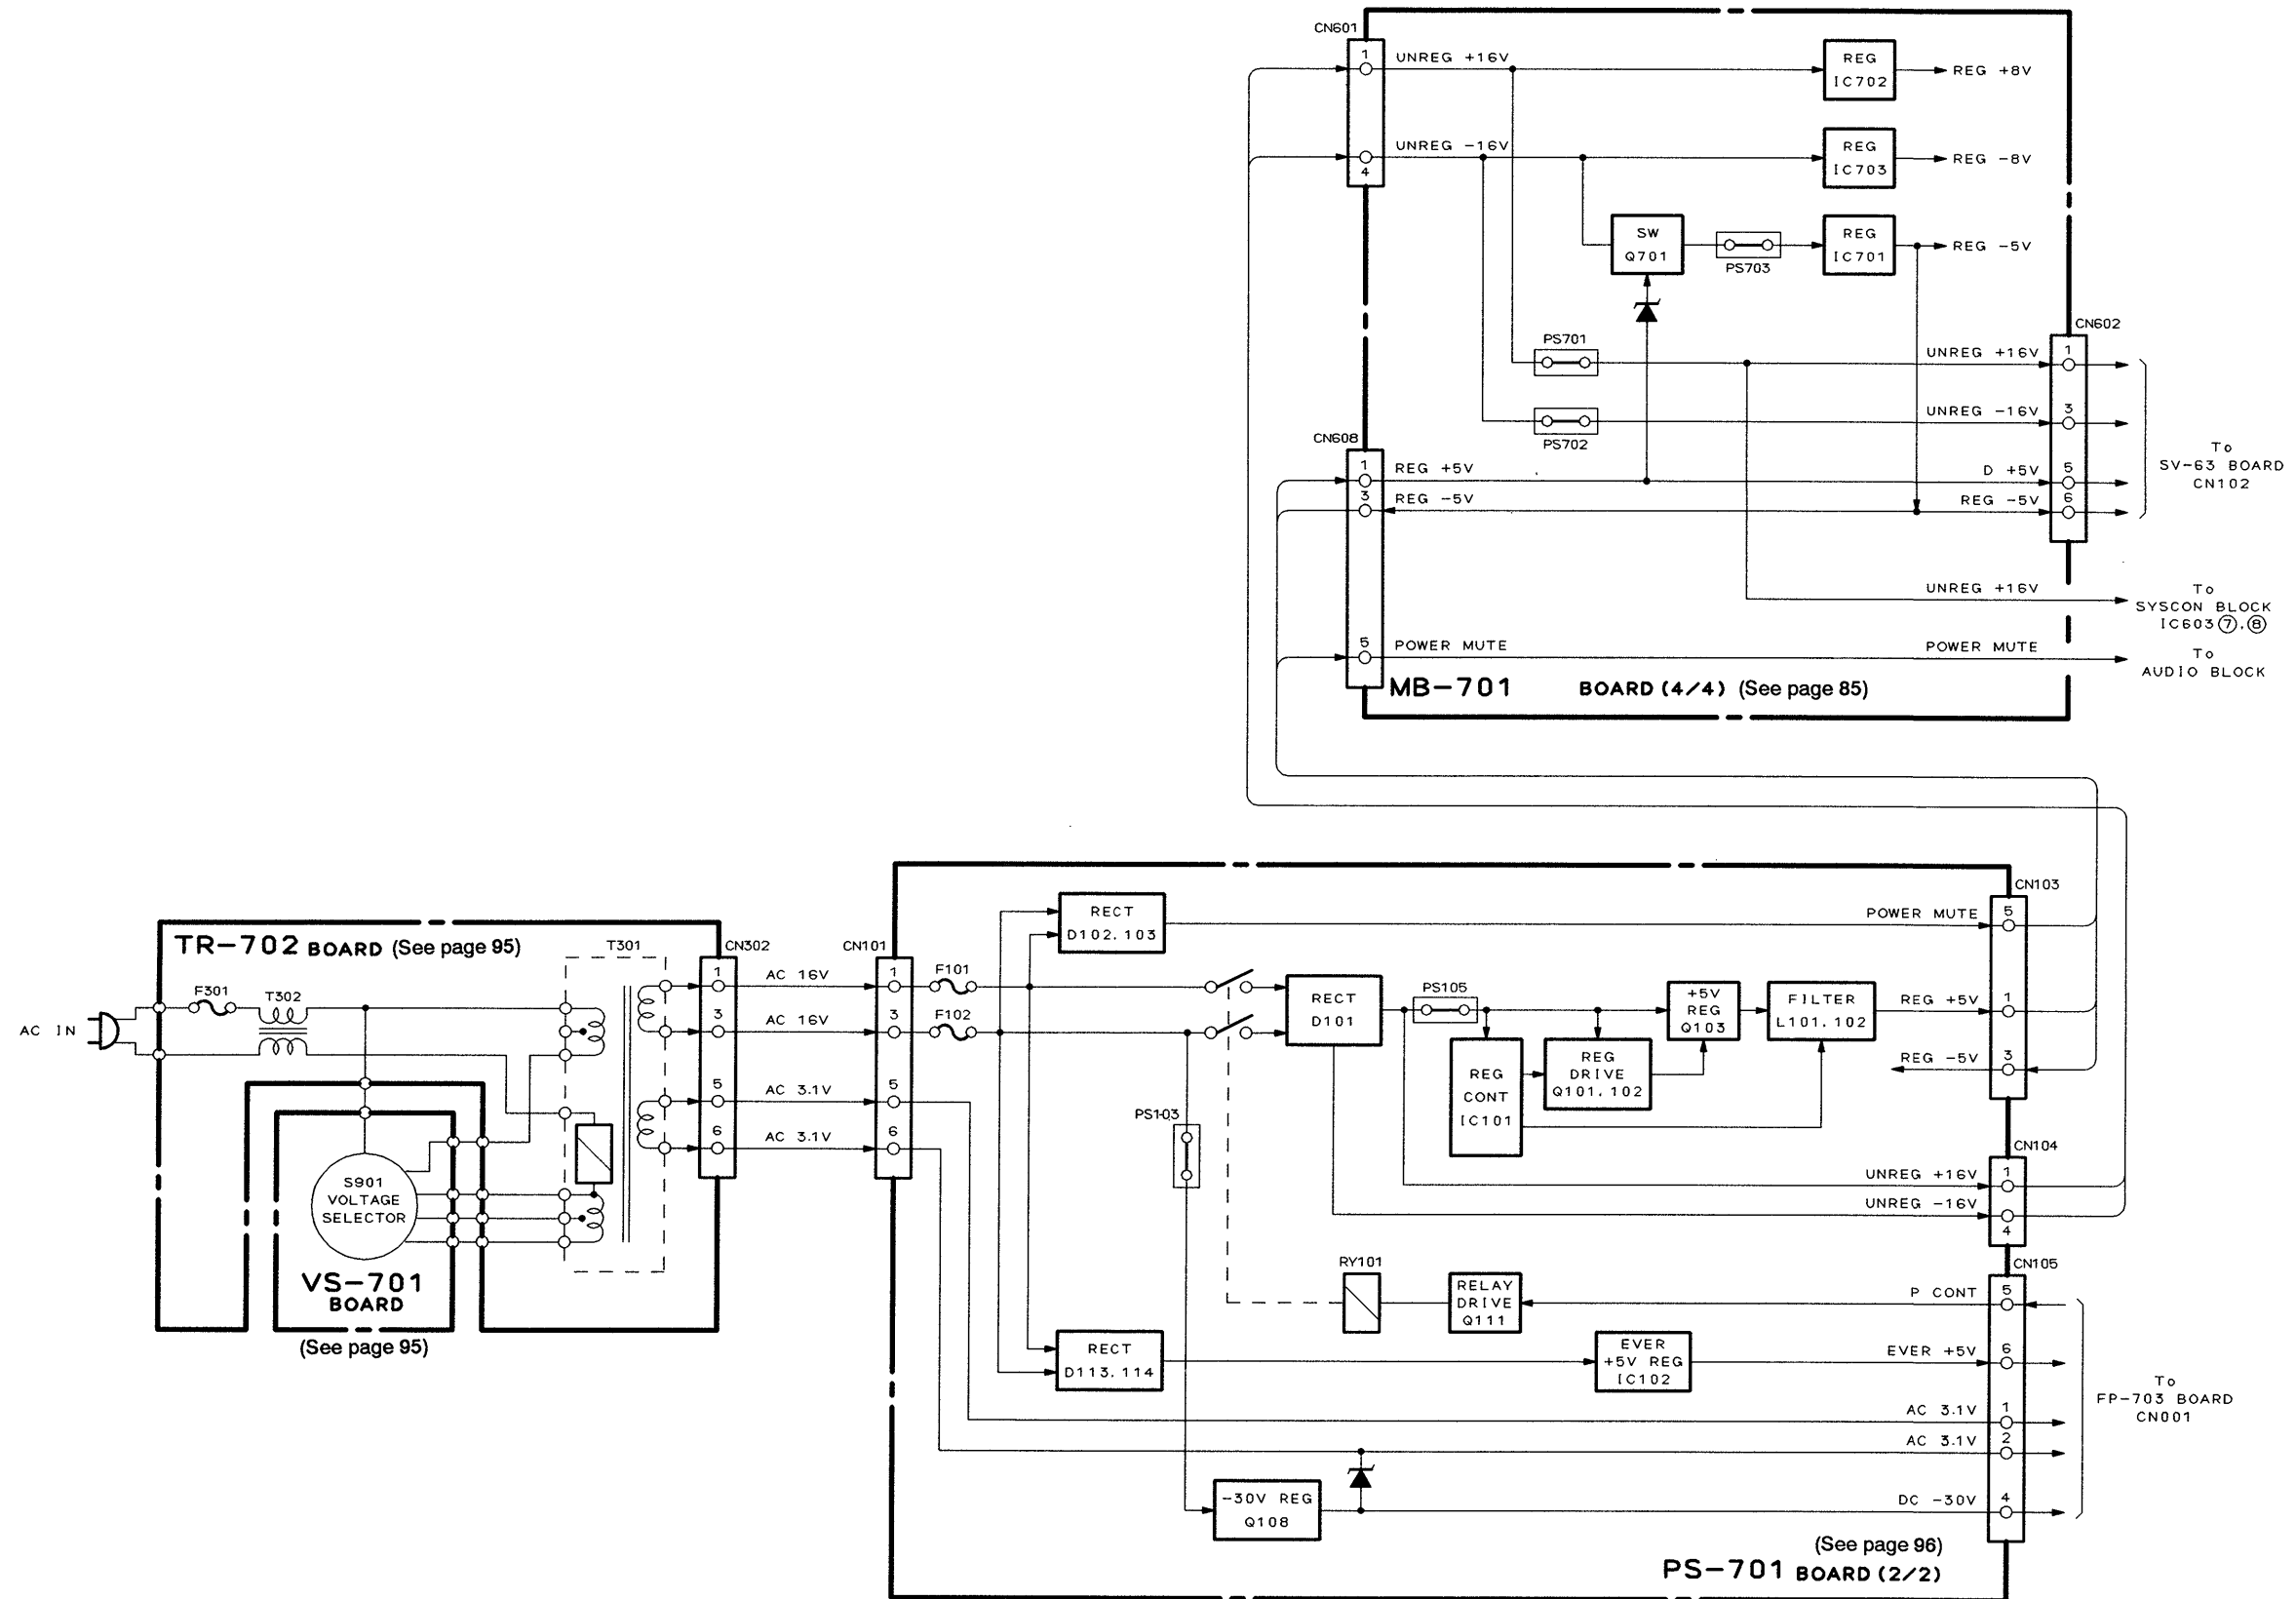 CN601
1
UNREG +16V
REG
IC702
REG +8V
UNREG -16V
4
REG
IC703
REG -8V
SW
Q701
PS703
REG
IC701
REG -5V
CN602
PS701
UNREG +16V
1
PS702
UNREG -16V
3
CN608
1
REG +5V
D +5V
5
3
REG -5V
REG -5V
6
To
SV-63 BOARD
CN102
UNREG +16V
To
SYSCON BLOCK
IC603⑦.⑧
5
POWER MUTE
POWER MUTE
To
AUDIO BLOCK
MB-701 BOARD (4/4) (See page 85)
TR-702 BOARD (See page 95)
T301
CN302
CN101
AC IN
F301
T302
1
AC 16V
1
F101
3
AC 16V
3
F102
5
AC 3.1V
5
6
AC 3.1V
6
S901
VOLTAGE
SELECTOR
VS-701
BOARD
(See page 95)
RECT
D102.103
POWER MUTE
CN103
5
RECT
D101
PS105
+5V
REG
Q103
FILTER
L101.102
REG +5V
1
REG
CONT
IC101
REG
DRIVE
Q101.102
REG -5V
3
PS1-03
CN104
UNREG +16V
1
UNREG -16V
4
RY101
RELAY
DRIVE
Q111
P CONT
CN105
5
RECT
D113.114
EVER
+5V REG
IC102
EVER +5V
6
AC 3.1V
1
AC 3.1V
2
To
FP-703 BOARD
CN001
-30V REG
Q108
DC -30V
4
(See page 96)
PS-701 BOARD (2/2)